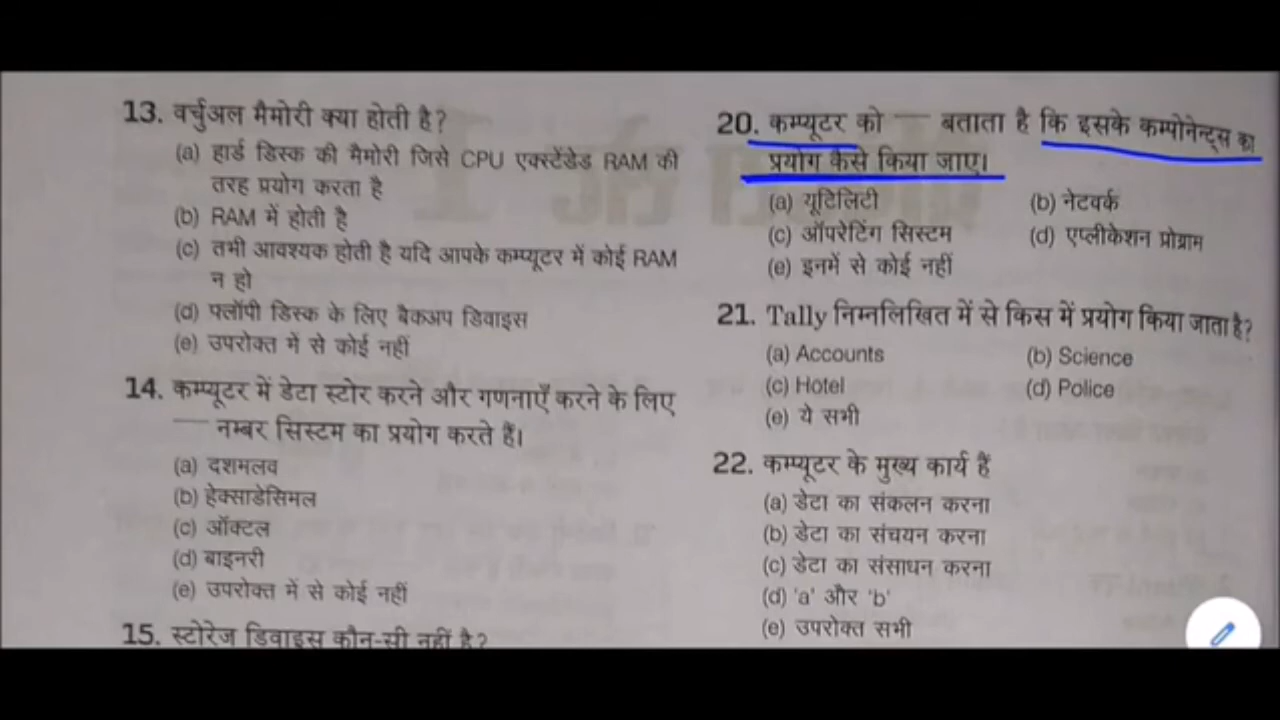 13. वर्चुअल मैमोरी क्या होती है?
(a) हार्ड डिस्क की मैमोरी जिसे CPU एक्स्टेंडेड RAM की
तरह प्रयोग करता है
(b) RAM में होती है
(c) तभी आवश्यक होती है यदि आपके कम्प्यूटर में कोई RAM
न हो
(d) फ्लॉपी डिस्क के लिए बैकअप डिवाइस
(e) उपरोक्त में से कोई नहीं
14. कम्प्यूटर में डेटा स्टोर करने और गणनाएँ करने के लिए
— नम्बर सिस्टम का प्रयोग करते हैं।
(a) दशमलव
(b) हेक्साडेसिमल
(c) ऑक्टल
(d) बाइनरी
(e) उपरोक्त में से कोई नहीं
15. स्टोरेज डिवाइस कौन-सी नहीं है?
20. कम्प्यूटर को — बताता है कि इसके कम्पोनेन्ट्स का
प्रयोग कैसे किया जाए।
(a) यूटिलिटी (b) नेटवर्क
(c) ऑपरेटिंग सिस्टम (d) एप्लीकेशन प्रोग्राम
(e) इनमें से कोई नहीं
21. Tally निम्नलिखित में से किस में प्रयोग किया जाता है?
(a) Accounts (b) Science
(c) Hotel (d) Police
(e) ये सभी
22. कम्प्यूटर के मुख्य कार्य हैं
(a) डेटा का संकलन करना
(b) डेटा का संचयन करना
(c) डेटा का संसाधन करना
(d) 'a' और 'b'
(e) उपरोक्त सभी